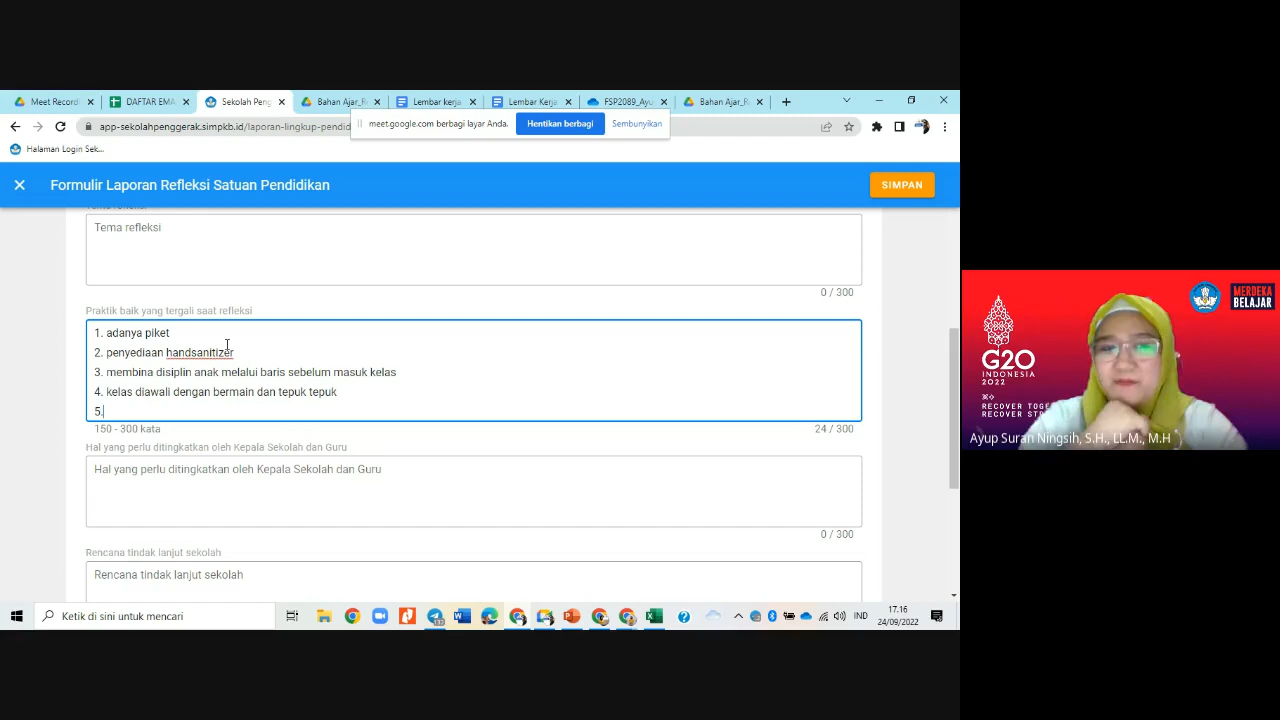 Meet Record
DAFTAR EMA
Sekolah Peng
Bahan Ajar_R
Lembar kerja
Lembar Kerja
FSP2089_Ayu
Bahan Ajar_R
app-sekolahpenggerak.simpkb.id/laporan-lingkup-pendid
meet.google.com berbagi layar Anda.
Hentikan berbagi
Sembunyikan
Halaman Login Sek...
Formulir Laporan Refleksi Satuan Pendidikan
SIMPAN
Tema refleksi
Tema refleksi
0 / 300
Praktik baik yang tergali saat refleksi
1. adanya piket
2. penyediaan handsanitizer
3. membina disiplin anak melalui baris sebelum masuk kelas
4. kelas diawali dengan bermain dan tepuk tepuk
5.
150 - 300 kata
24 / 300
Hal yang perlu ditingkatkan oleh Kepala Sekolah dan Guru
Hal yang perlu ditingkatkan oleh Kepala Sekolah dan Guru
0 / 300
Rencana tindak lanjut sekolah
Rencana tindak lanjut sekolah
Ketik di sini untuk mencari
IND
17.16
24/09/2022
MERDEKA
BELAJAR
G20
INDONESIA
2022
RECOVER TOGE
RECOVER STR
Ayup Suran Ningsih, S.H., LL.M., M.H